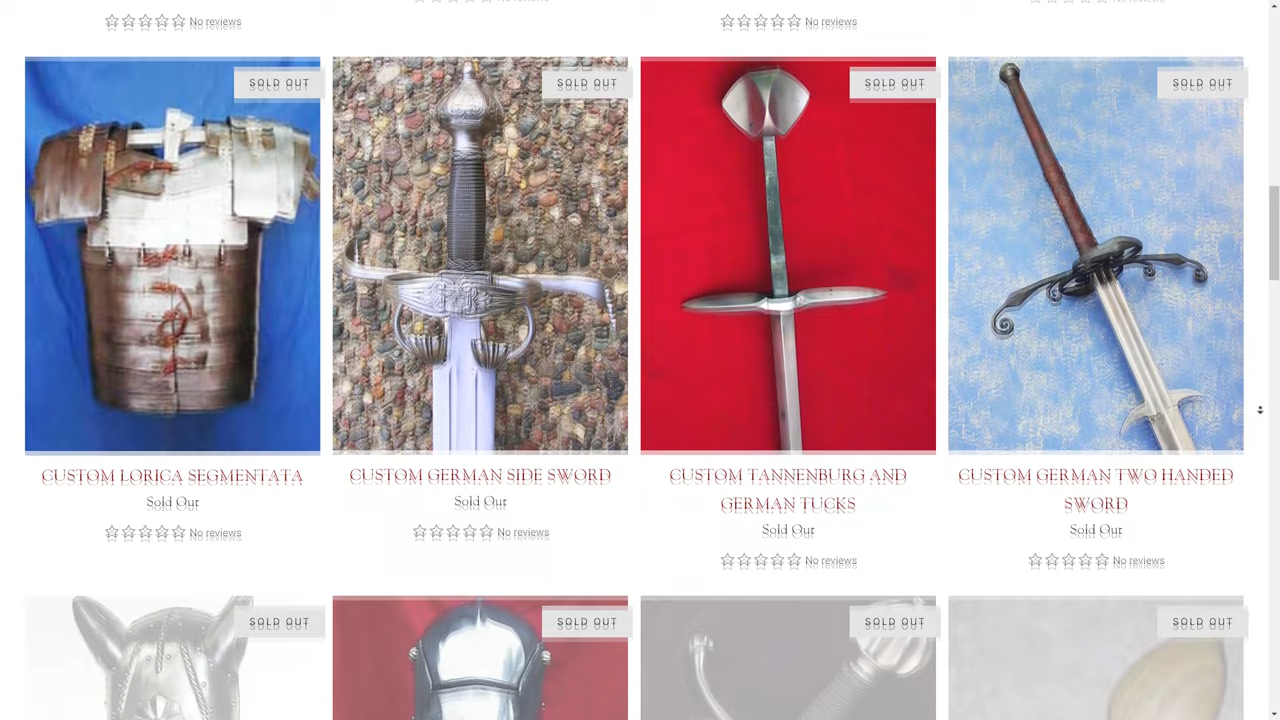 No reviews
No reviews
SOLD OUT
SOLD OUT
SOLD OUT
SOLD OUT
CUSTOM LORICA SEGMENTATA
Sold Out
No reviews
CUSTOM GERMAN SIDE SWORD
Sold Out
No reviews
CUSTOM TANNENBURG AND
GERMAN TUCKS
Sold Out
No reviews
CUSTOM GERMAN TWO HANDED
SWORD
Sold Out
No reviews
SOLD OUT
SOLD OUT
SOLD OUT
SOLD OUT